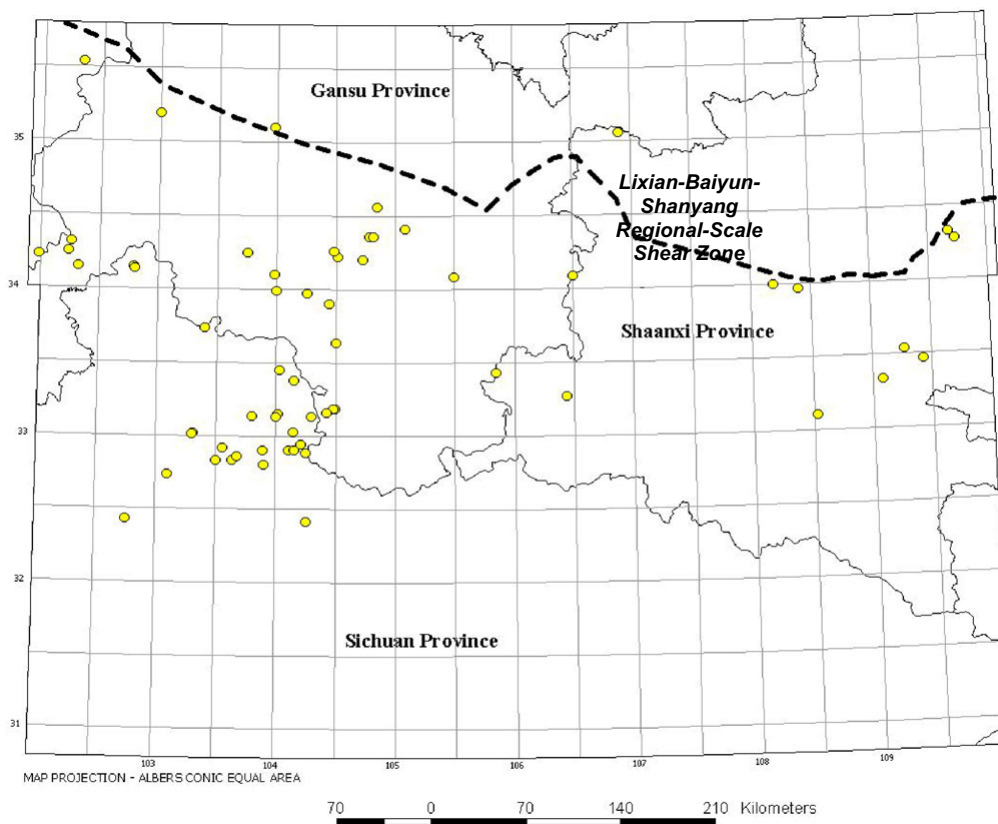 Gansu Province
35
Lixian-Baiyun-
Shanyang
Regional-Scale
Shear Zone
34
Shaanxi Province
33
32
Sichuan Province
31
103 104 105 106 107 108 109
MAP PROJECTION - ALBERS CONIC EQUAL AREA
70 0 70 140 210 Kilometers